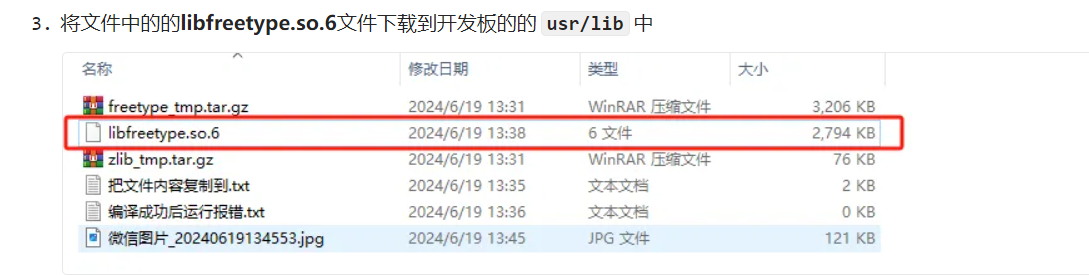 3. 将文件中的的libfreetype.so.6文件下载到开发板的的 usr/lib 中
名称 修改日期 类型 大小
freetype_tmp.tar.gz 2024/6/19 13:31 WinRAR 压缩文件 3,206 KB
libfreetype.so.6 2024/6/19 13:38 6 文件 2,794 KB
zlib_tmp.tar.gz 2024/6/19 13:31 WinRAR 压缩文件 76 KB
把文件内容复制到.txt 2024/6/19 13:35 文本文档 2 KB
编译成功后运行报错.txt 2024/6/19 13:36 文本文档 0 KB
微信图片_20240619134553.jpg 2024/6/19 13:45 JPG 文件 121 KB